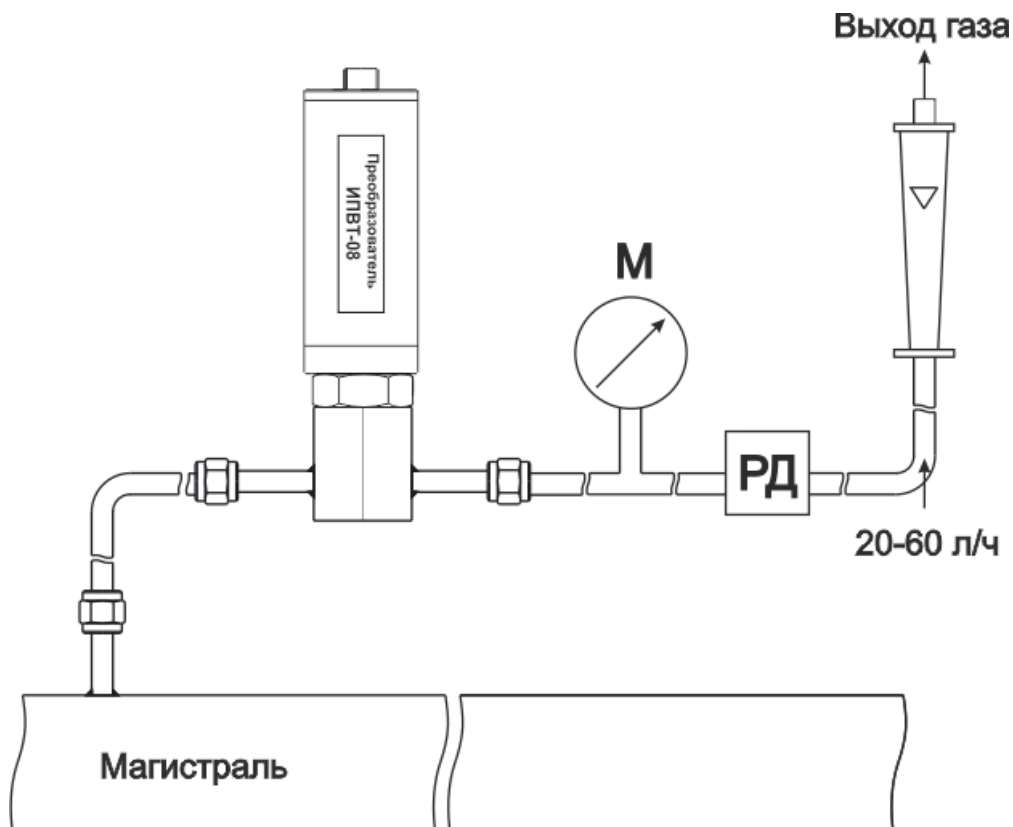 Выход газа
Преобразователь
ИПВТ-08
М
РД
20-60 л/ч
Магистраль